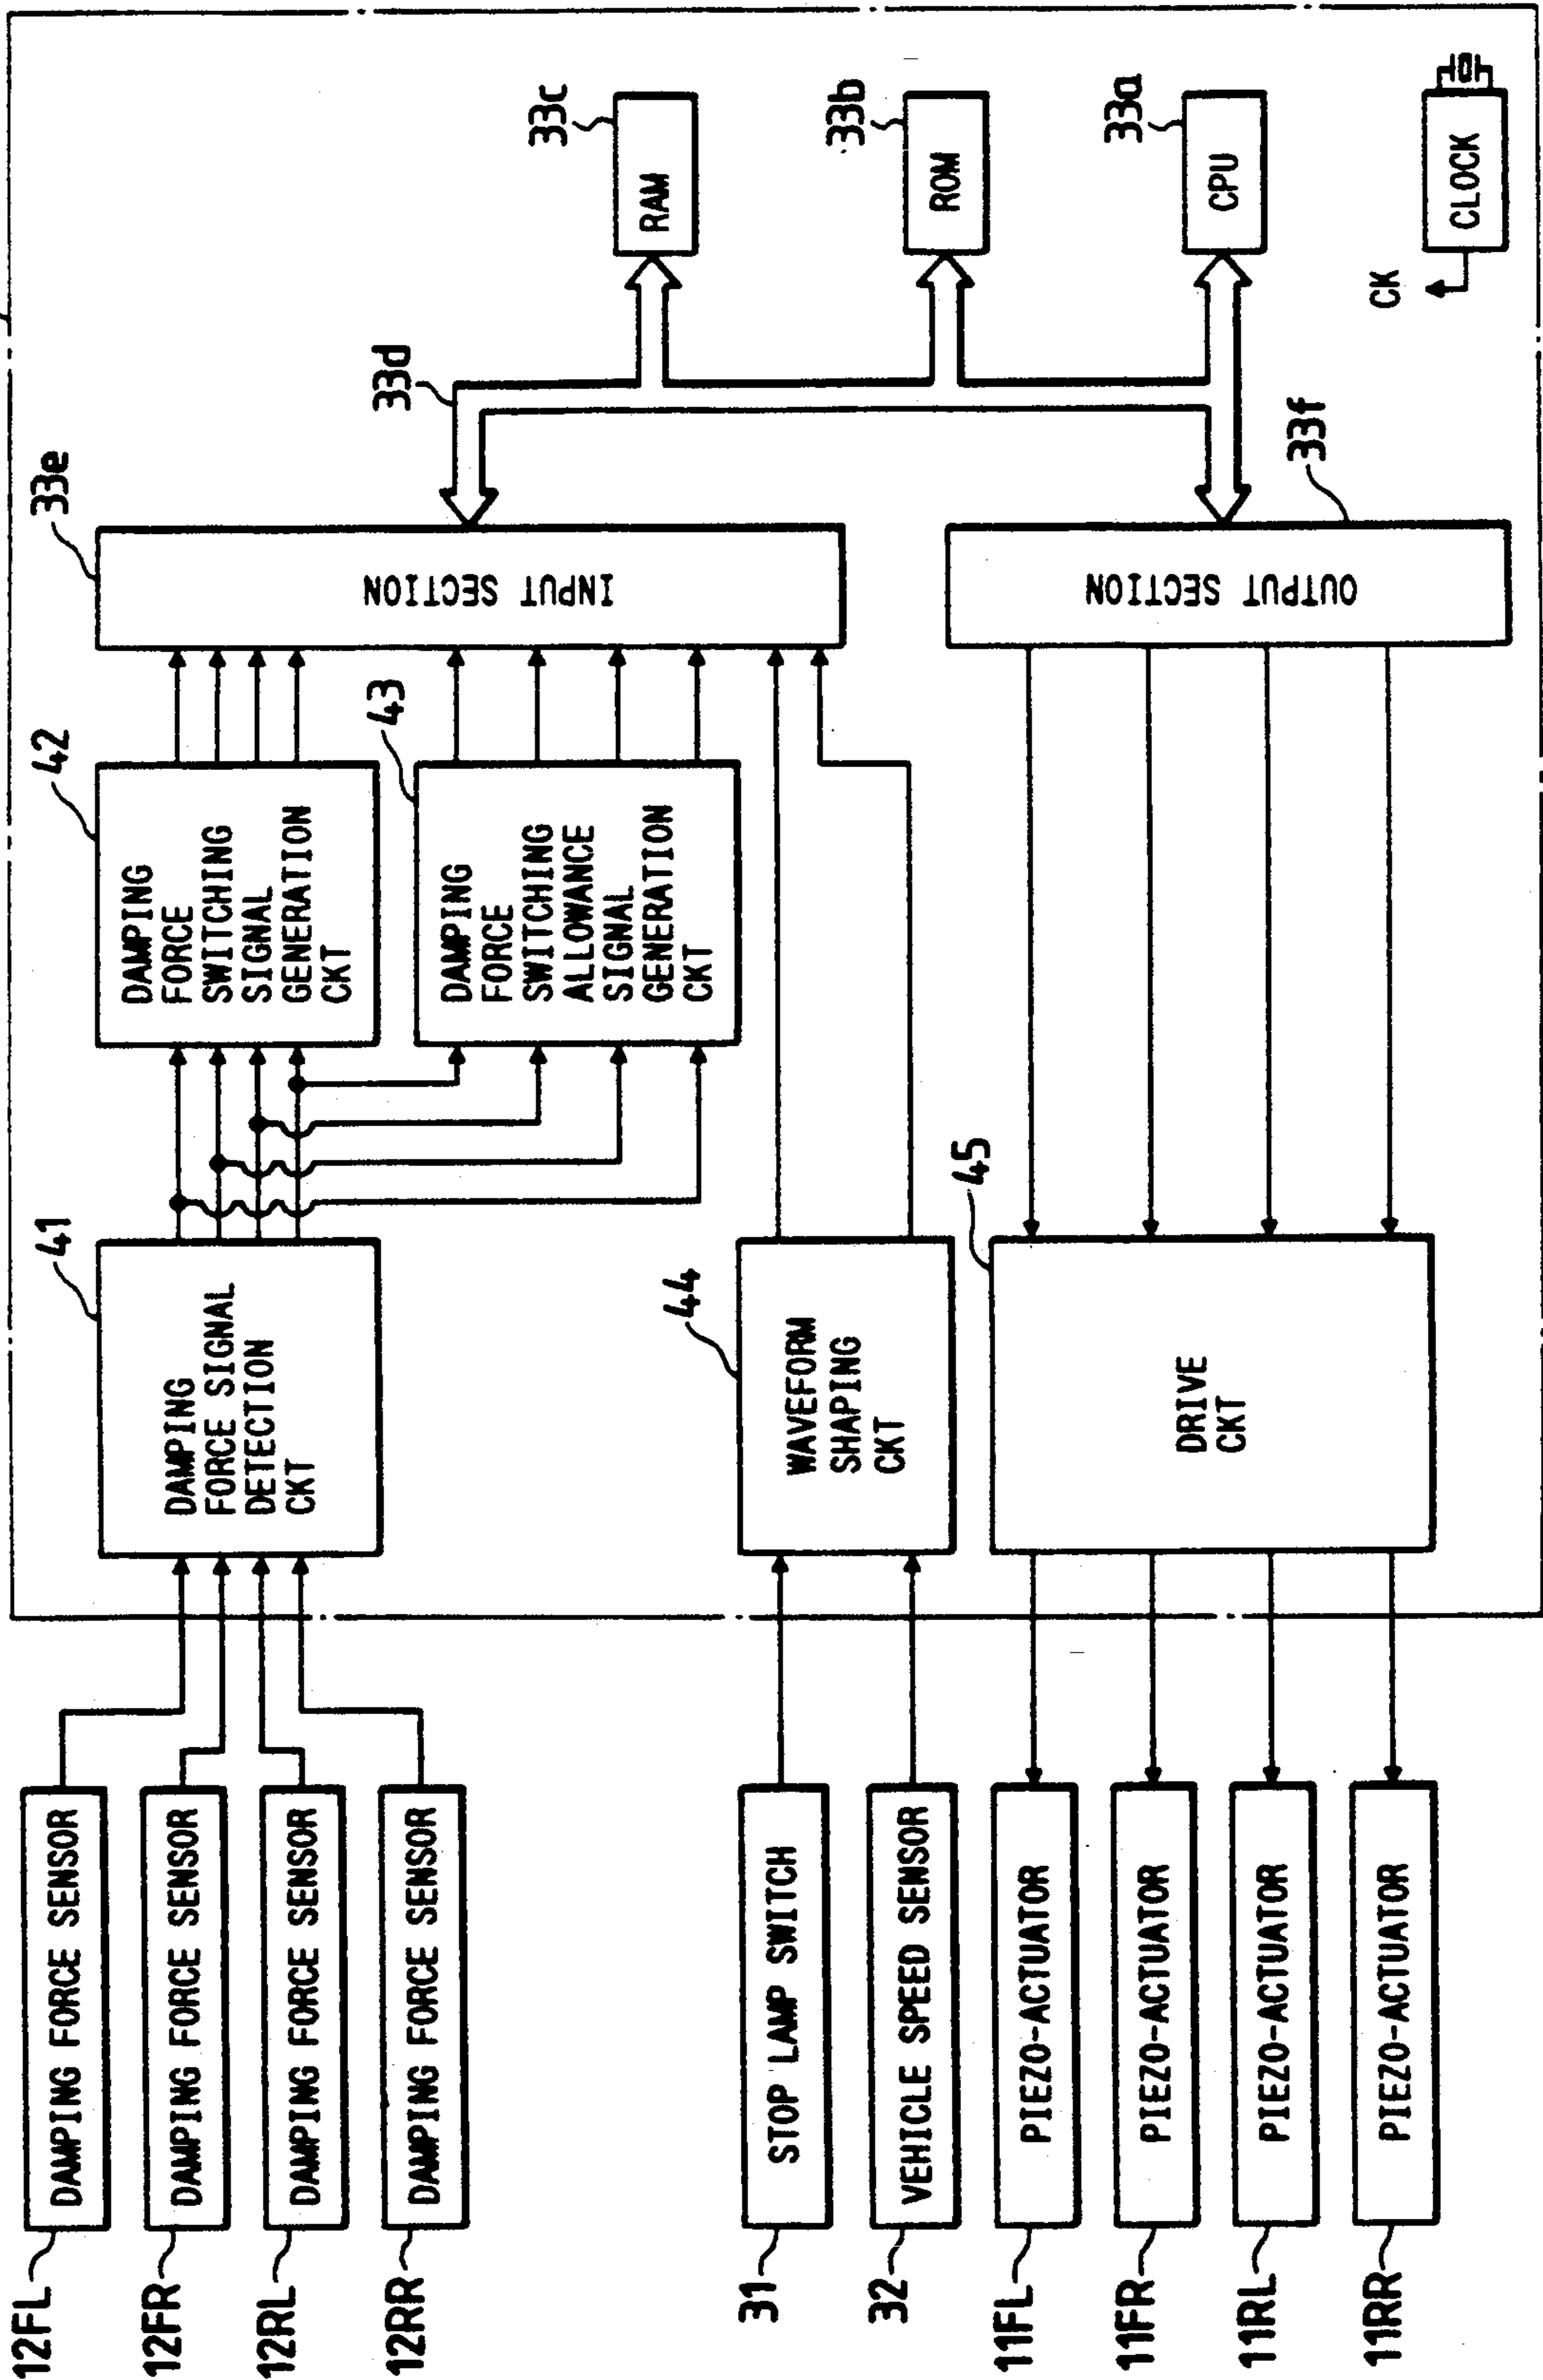 12FL
DAMPING FORCE SENSOR
12FR
DAMPING FORCE SENSOR
12RL
DAMPING FORCE SENSOR
12RR
DAMPING FORCE SENSOR
31
STOP LAMP SWITCH
32
VEHICLE SPEED SENSOR
11FL
PIEZO-ACTUATOR
11FR
PIEZO-ACTUATOR
11RL
PIEZO-ACTUATOR
11RR
PIEZO-ACTUATOR
41
DAMPING
FORCE SIGNAL
DETECTION
CKT
44
WAVEFORM
SHAPING
CKT
45
DRIVE
CKT
42
DAMPING
FORCE
SWITCHING
SIGNAL
GENERATION
CKT
43
DAMPING
FORCE
SWITCHING
ALLOWANCE
SIGNAL
GENERATION
CKT
33e
INPUT SECTION
33f
OUTPUT SECTION
33d
33c
RAM
33b
ROM
33a
CPU
CK
CLOCK